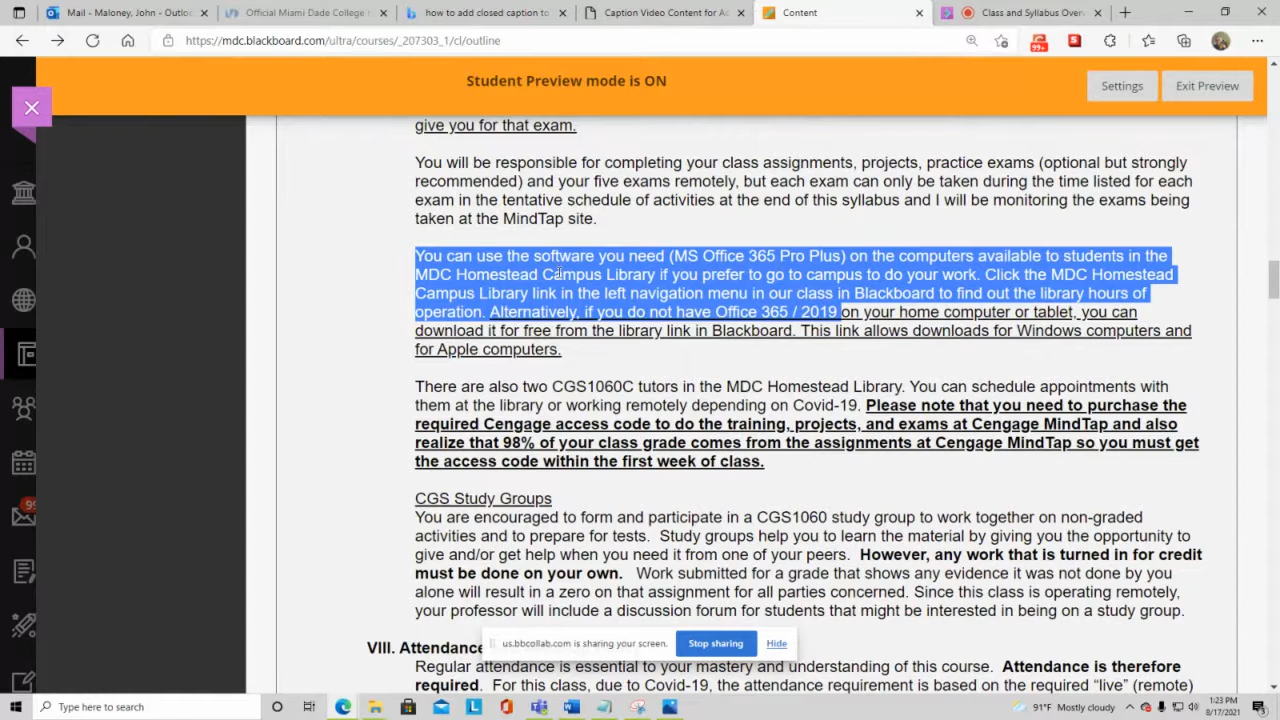 Mail - Maloney, John - Outlo
Official Miami Dade College
how to add closed caption to
Caption Video Content for Ac
Content
Class and Syllabus Over
https://mdc.blackboard.com/ultra/courses/_207303_1/cl/outline
99+
Student Preview mode is ON
Settings
Exit Preview
give you for that exam.
You will be responsible for completing your class assignments, projects, practice exams (optional but strongly
recommended) and your five exams remotely, but each exam can only be taken during the time listed for each
exam in the tentative schedule of activities at the end of this syllabus and I will be monitoring the exams being
taken at the MindTap site.
You can use the software you need (MS Office 365 Pro Plus) on the computers available to students in the
MDC Homestead Campus Library if you prefer to go to campus to do your work. Click the MDC Homestead
Campus Library link in the left navigation menu in our class in Blackboard to find out the library hours of
operation. Alternatively, if you do not have Office 365 / 2019 on your home computer or tablet, you can
download it for free from the library link in Blackboard. This link allows downloads for Windows computers and
for Apple computers.
There are also two CGS1060C tutors in the MDC Homestead Library. You can schedule appointments with
them at the library or working remotely depending on Covid-19. Please note that you need to purchase the
required Cengage access code to do the training, projects, and exams at Cengage MindTap and also
realize that 98% of your class grade comes from the assignments at Cengage MindTap so you must get
the access code within the first week of class.
CGS Study Groups
You are encouraged to form and participate in a CGS1060 study group to work together on non-graded
activities and to prepare for tests. Study groups help you to learn the material by giving you the opportunity to
give and/or get help when you need it from one of your peers. However, any work that is turned in for credit
must be done on your own. Work submitted for a grade that shows any evidence it was not done by you
alone will result in a zero on that assignment for all parties concerned. Since this class is operating remotely,
your professor will include a discussion forum for students that might be interested in being on a study group.
us.bbcollab.com is sharing your screen.
Stop sharing
Hide
VIII. Attendance
Regular attendance is essential to your mastery and understanding of this course. Attendance is therefore
required. For this class, due to Covid-19, the attendance requirement is based on the required “live” (remote)
99
Type here to search
91°F Mostly cloudy
1:23 PM
8/17/2021